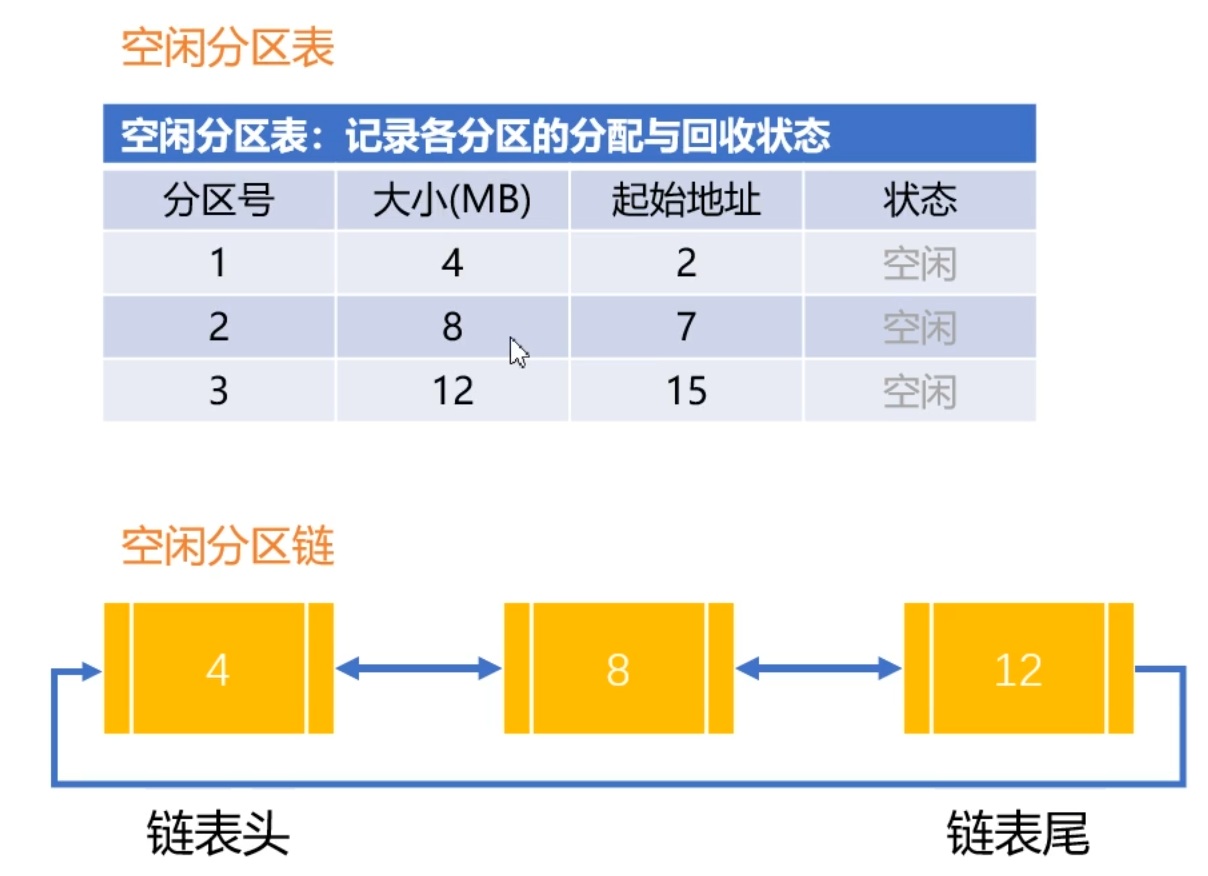 空闲分区表
空闲分区表：记录各分区的分配与回收状态
分区号 大小(MB) 起始地址 状态
1 4 2 空闲
2 8 7 空闲
3 12 15 空闲
空闲分区链
4 8 12
链表头 链表尾